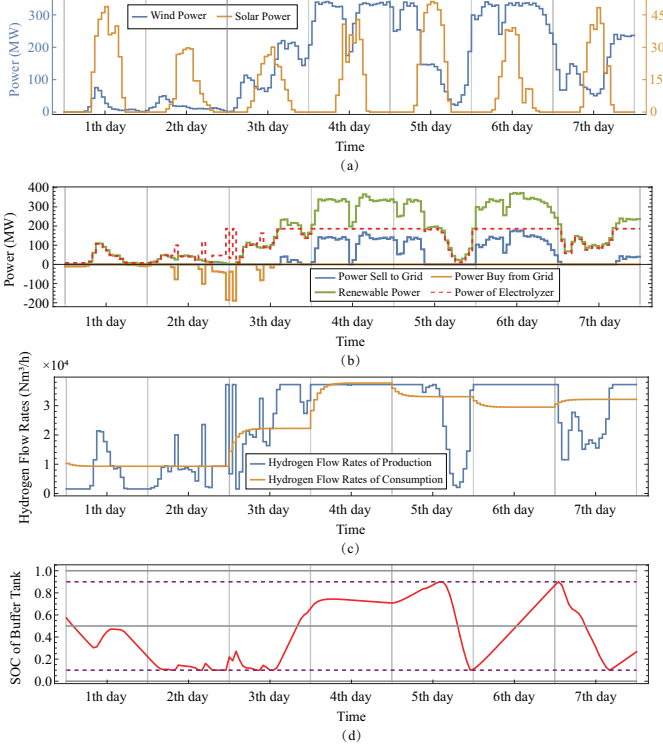 Wind Power Solar Power
Power (MW)
300
200
100
0
45
30
15
0
1th day 2th day 3th day 4th day 5th day 6th day 7th day
Time
(a)
Power (MW)
400
300
200
100
0
-100
-200
Power Sell to Grid Power Buy from Grid
Renewable Power Power of Electrolyzer
1th day 2th day 3th day 4th day 5th day 6th day 7th day
Time
(b)
×10⁴
Hydrogen Flow Rates (Nm³/h)
3
2
1
0
Hydrogen Flow Rates of Production
Hydrogen Flow Rates of Consumption
1th day 2th day 3th day 4th day 5th day 6th day 7th day
Time
(c)
SOC of Buffer Tank
1.0
0.8
0.6
0.4
0.2
0.0
1th day 2th day 3th day 4th day 5th day 6th day 7th day
Time
(d)